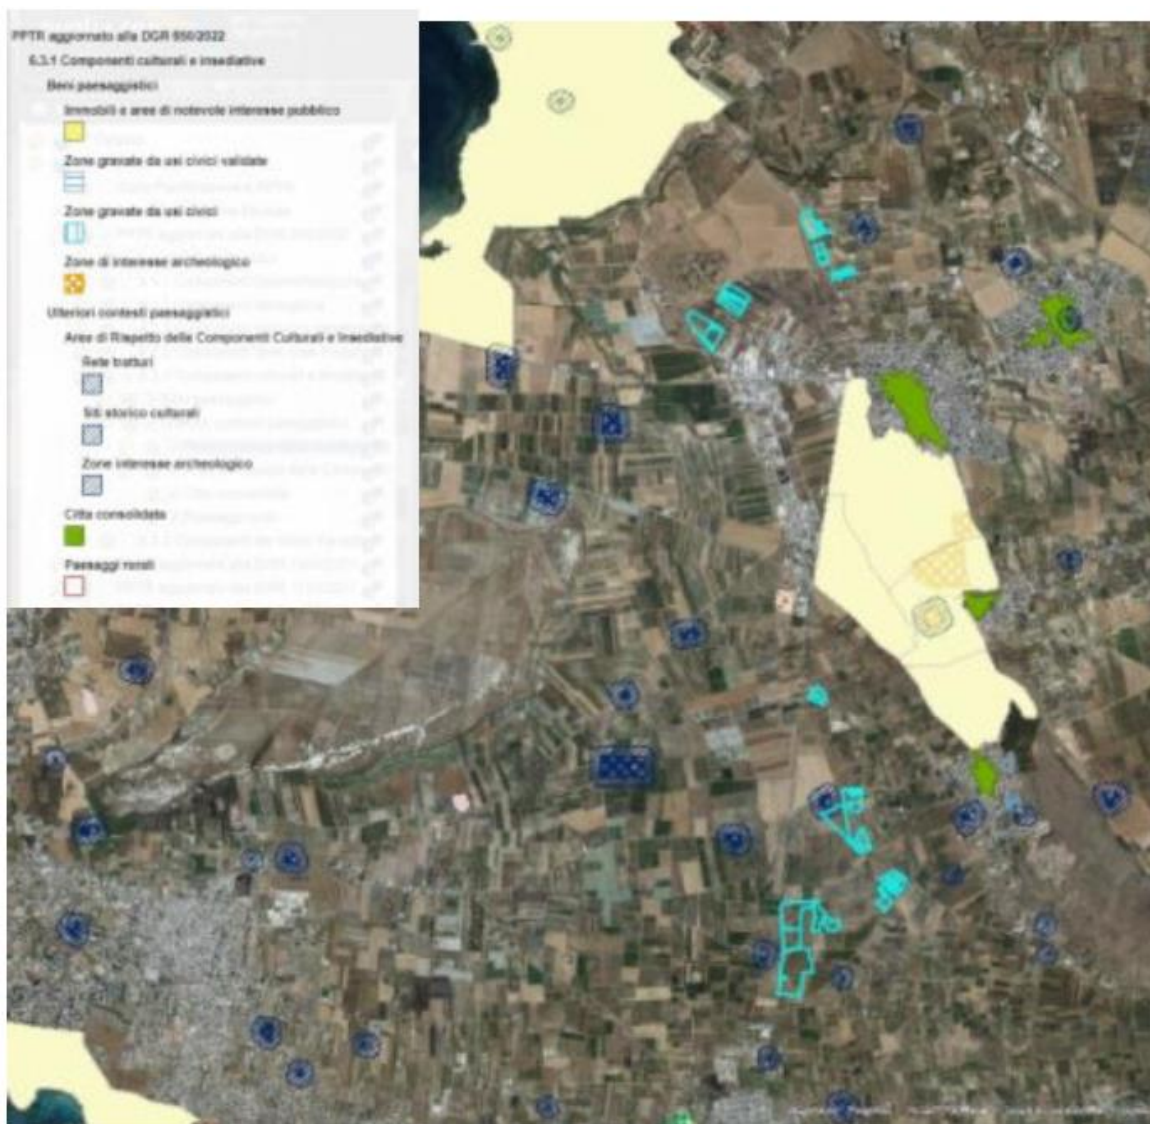 PPTR aggiornato alla DGR 650/2022
6.3.1 Componenti culturali e insediative
Beni paesaggistici
Immobili e aree di notevole interesse pubblico
Zone gravate da usi civici validate
Zone gravate da usi civici
Zone di interesse archeologico
Ulteriori contesti paesaggistici
Aree di Rispetto delle Componenti Culturali e Insediative
Rete tratturi
Siti storico culturali
Zone interesse archeologico
Citta consolidata
Paesaggi rurali